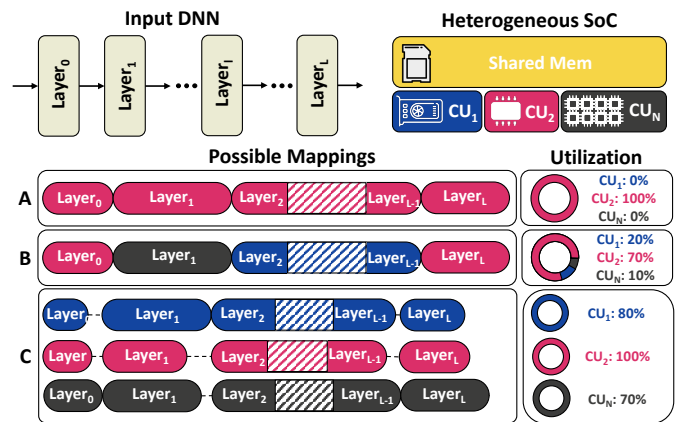 Input DNN
Heterogeneous SoC
Layer0
Layer1
LayerI
LayerL
Shared Mem
CU1
CU2
CUN
Possible Mappings
Utilization
A
Layer0
Layer1
Layer2
LayerL-1
LayerL
CU1: 0%
CU2: 100%
CUN: 0%
B
Layer0
Layer1
Layer2
LayerL-1
LayerL
CU1: 20%
CU2: 70%
CUN: 10%
C
Layer
Layer1
Layer2
LayerL-1
LayerL
CU1: 80%
Layer
Layer1
Layer2
LayerL-1
LayerL
CU2: 100%
Layer0
Layer1
Layer2
LayerL-1
LayerL
CUN: 70%